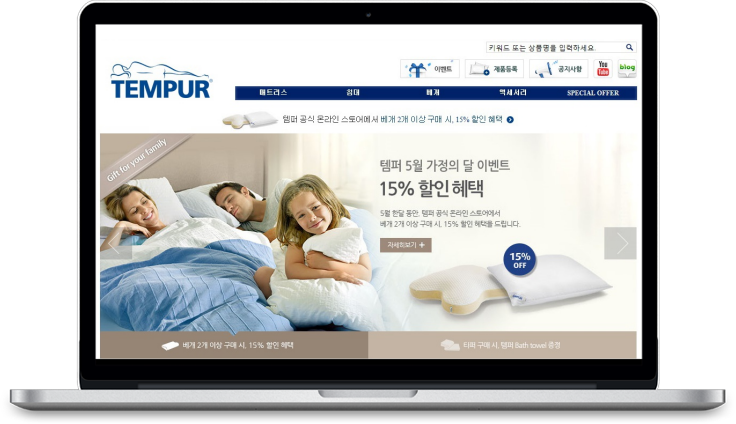 키워드 또는 상품명을 입력하세요.
이벤트
제품등록
공지사항
You
Tube
blog
TEMPUR®
매트리스
침대
베개
액세서리
SPECIAL OFFER
템퍼 공식 온라인 스토어에서 베개 2개 이상 구매 시, 15% 할인 혜택
Gift for your family
템퍼 5월 가정의 달 이벤트
15% 할인 혜택
5월 한달 동안, 템퍼 공식 온라인 스토어에서
베개 2개 이상 구매 시, 15% 할인 혜택을 드립니다.
자세히보기 +
15%
OFF
베개 2개 이상 구매 시, 15% 할인 혜택
구매 시, 템퍼 Bath towel 증정